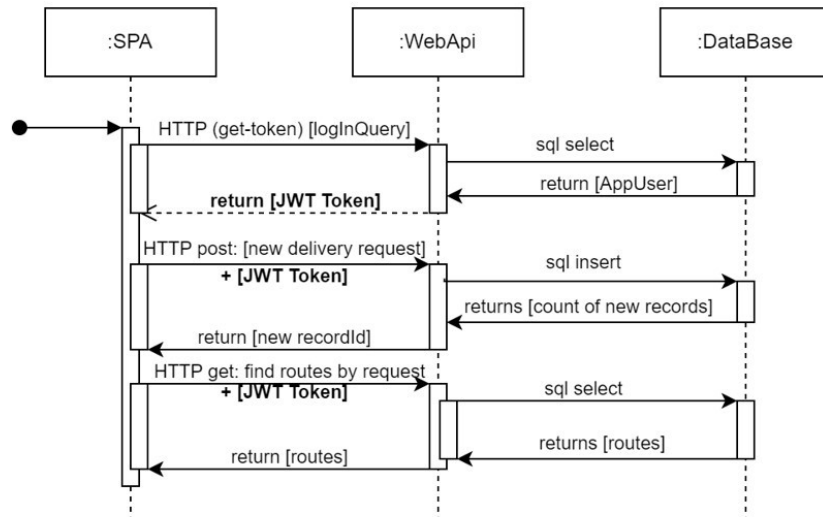 :SPA
:WebApi
:DataBase
HTTP (get-token) [logInQuery]
sql select
return [AppUser]
return [JWT Token]
HTTP post: [new delivery request]
+ [JWT Token]
sql insert
returns [count of new records]
return [new recordId]
HTTP get: find routes by request
+ [JWT Token]
sql select
returns [routes]
return [routes]